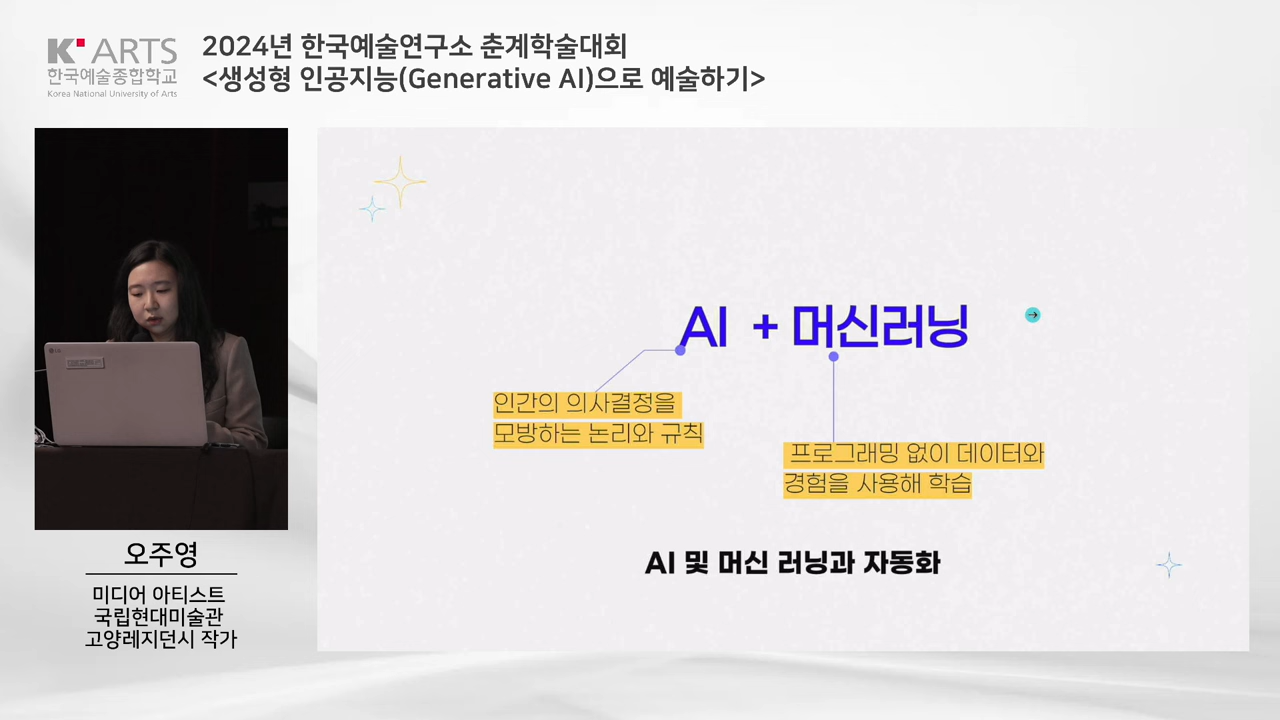 K ARTS
한국예술종합학교
Korea National University of Arts
2024년 한국예술연구소 춘계학술대회
<생성형 인공지능(Generative AI)으로 예술하기>
AI + 머신러닝
인간의 의사결정을
모방하는 논리와 규칙
프로그래밍 없이 데이터와
경험을 사용해 학습
AI 및 머신 러닝과 자동화
LG
오주영
미디어 아티스트
국립현대미술관
고양레지던시 작가